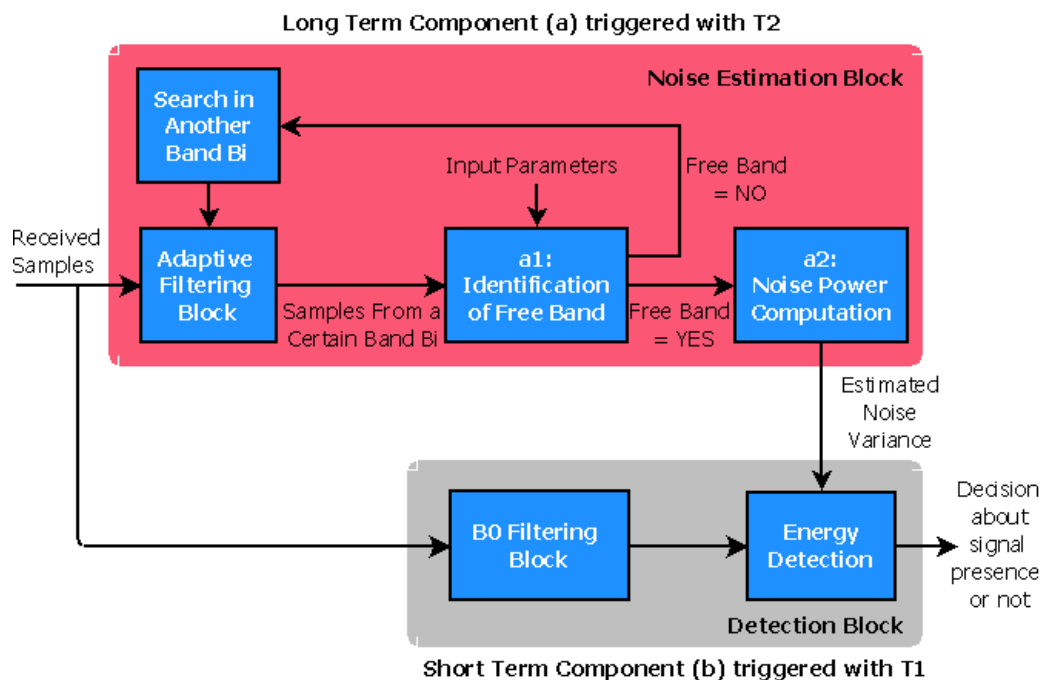 Long Term Component (a) triggered with T2
Noise Estimation Block
Search in
Another
Band Bi
Input Parameters
Free Band
= NO
Received
Samples
Adaptive
Filtering
Block
Samples From a
Certain Band Bi
a1:
Identification
of Free Band
Free Band
= YES
a2:
Noise Power
Computation
Estimated
Noise
Variance
B0 Filtering
Block
Energy
Detection
Decision
about
signal
presence
or not
Detection Block
Short Term Component (b) triggered with T1